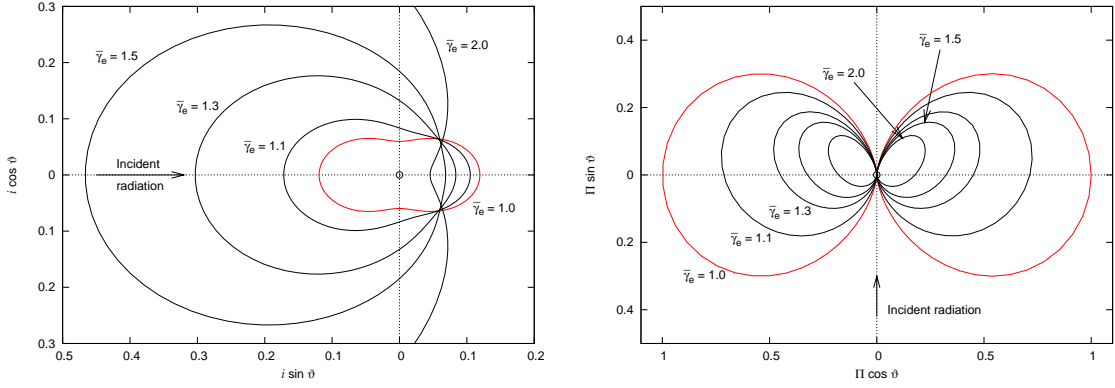 0.3
0.2
0.1
0
0.1
0.2
0.3
0.5 0.4 0.3 0.2 0.1 0 0.1 0.2
i cos ϑ
i sin ϑ
γ̅e = 1.5
γ̅e = 2.0
γ̅e = 1.3
γ̅e = 1.1
Incident
radiation
γ̅e = 1.0
0.4
0.2
0
0.2
0.4
1 0.5 0 0.5 1
Π sin ϑ
Π cos ϑ
γ̅e = 1.5
γ̅e = 2.0
γ̅e = 1.3
γ̅e = 1.1
γ̅e = 1.0
Incident radiation